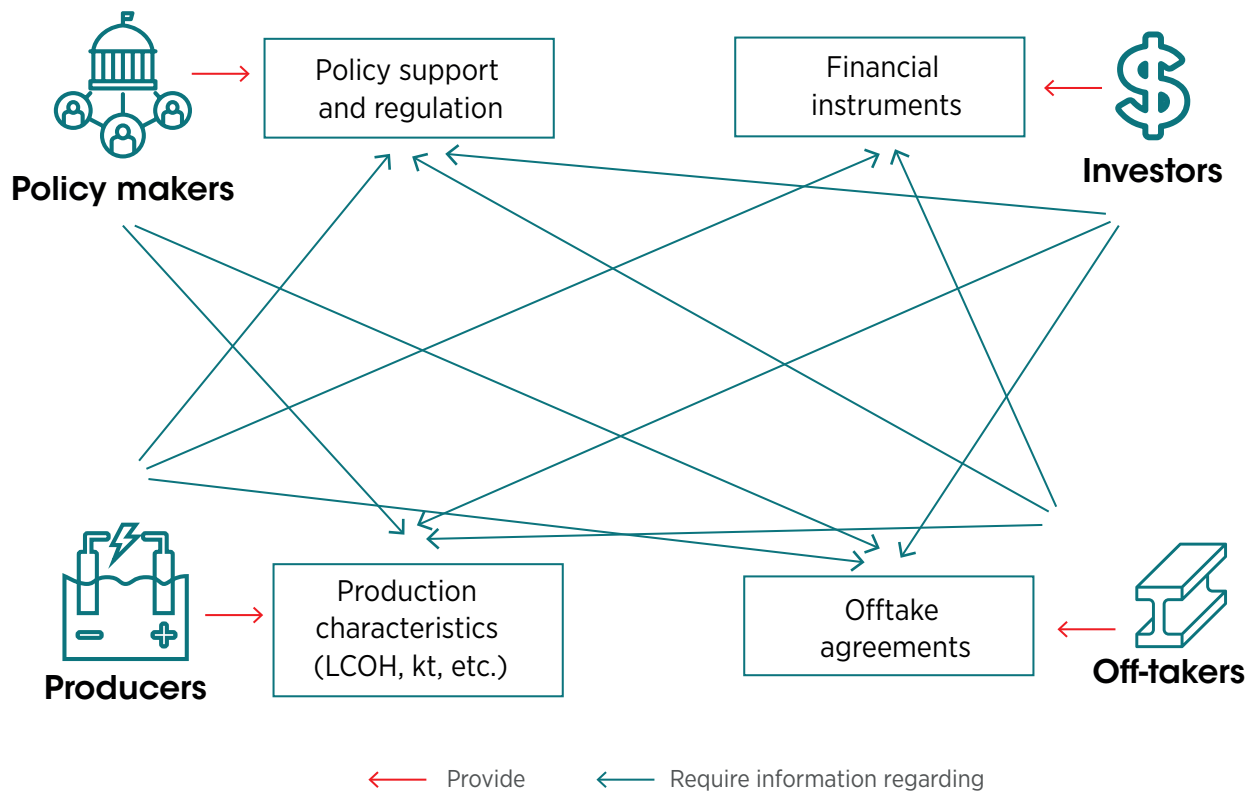 Policy support
and regulation
Financial
instruments
Policy makers
Investors
Production
characteristics
(LCOH, kt, etc.)
Offtake
agreements
Producers
Off-takers
Provide
Require information regarding